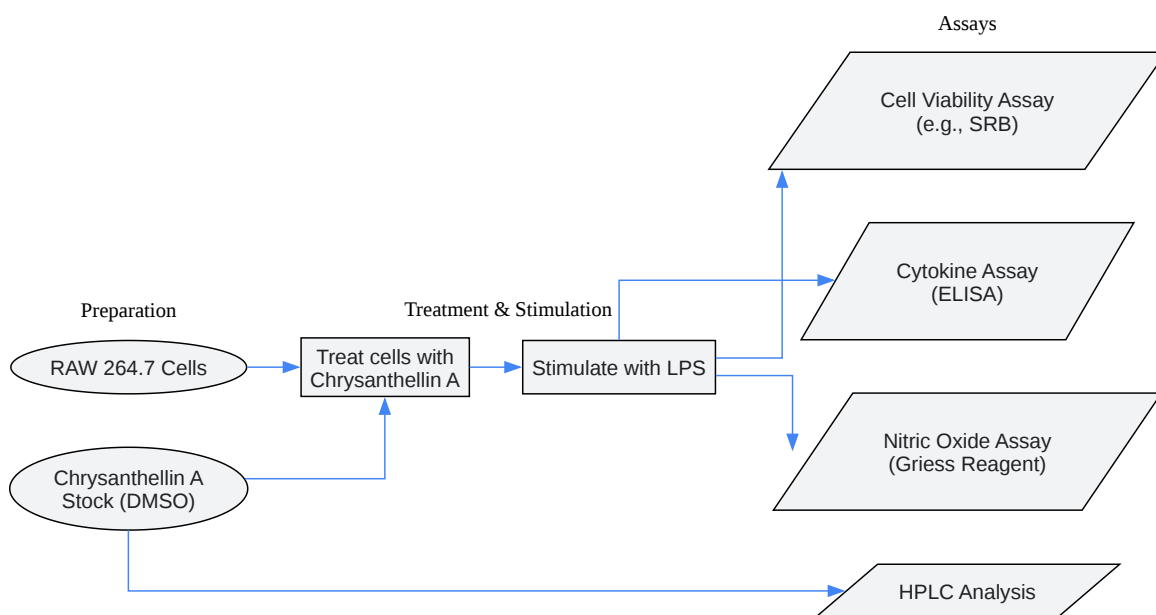 Assays
Cell Viability Assay
(e.g., SRB)
Cytokine Assay
(ELISA)
Preparation
Treatment & Stimulation
RAW 264.7 Cells
Treat cells with
Chrysanthellin A
Stimulate with LPS
Nitric Oxide Assay
(Griess Reagent)
Chrysanthellin A
Stock (DMSO)
HPLC Analysis